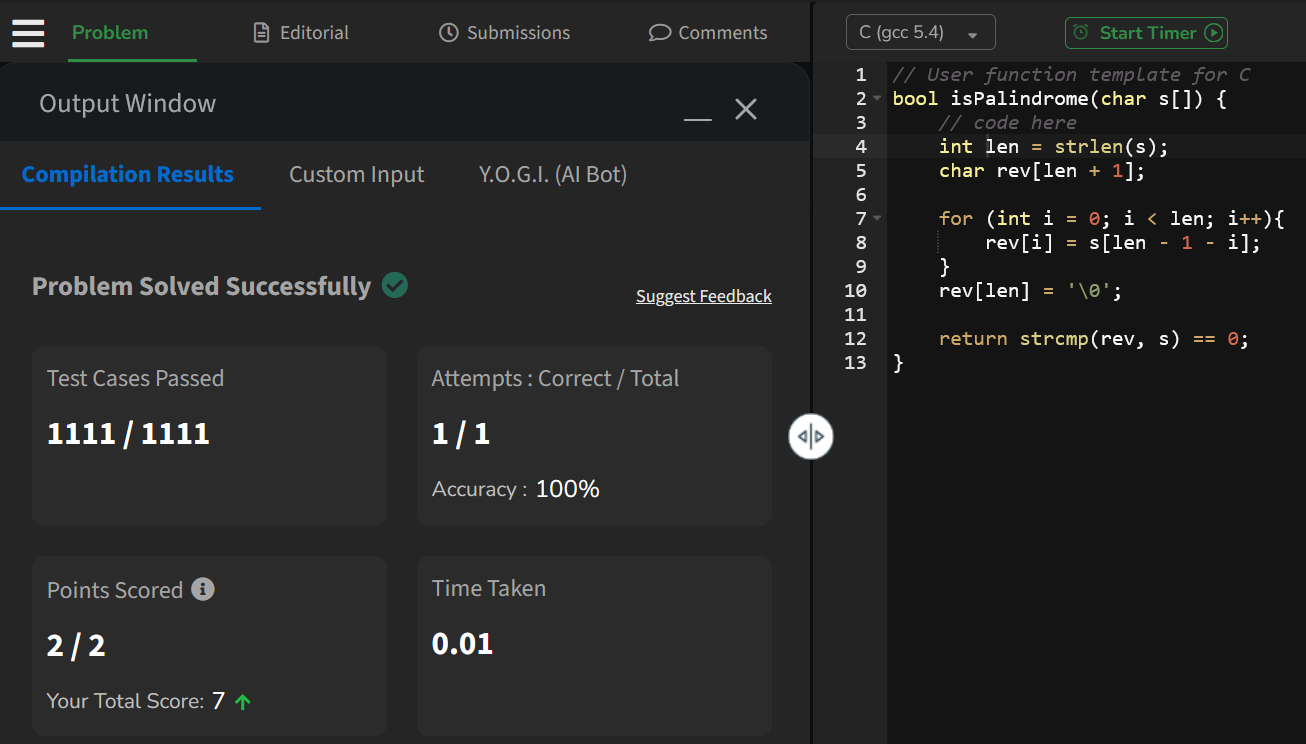 Problem Editorial Submissions Comments
Output Window
Compilation Results Custom Input Y.O.G.I. (AI Bot)
Problem Solved Successfully
Suggest Feedback
Test Cases Passed
1111 / 1111
Attempts : Correct / Total
1 / 1
Accuracy : 100%
Points Scored
2 / 2
Your Total Score: 7
Time Taken
0.01
C (gcc 5.4) Start Timer
1 // User function template for C
2 bool isPalindrome(char s[]) {
3     // code here
4     int len = strlen(s);
5     char rev[len + 1];
6
7     for (int i = 0; i < len; i++){
8         rev[i] = s[len - 1 - i];
9     }
10     rev[len] = '\0';
11
12     return strcmp(rev, s) == 0;
13 }